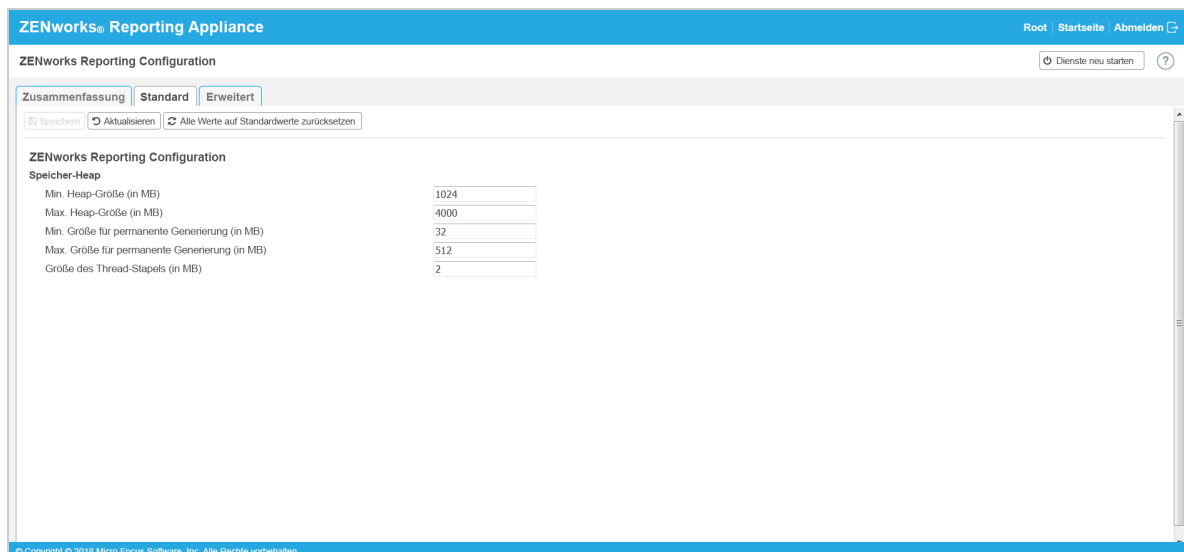 ZENworks® Reporting Appliance
Root | Startseite | Abmelden
ZENworks Reporting Configuration
Dienste neu starten
?
Zusammenfassung
Standard
Erweitert
Speichern
Aktualisieren
Alle Werte auf Standardwerte zurücksetzen
ZENworks Reporting Configuration
Speicher-Heap
Min. Heap-Größe (in MB) 1024
Max. Heap-Größe (in MB) 4000
Min. Größe für permanente Generierung (in MB) 32
Max. Größe für permanente Generierung (in MB) 512
Größe des Thread-Stapels (in MB) 2
© Copyright © 2018 Micro Focus Software, Inc. Alle Rechte vorbehalten